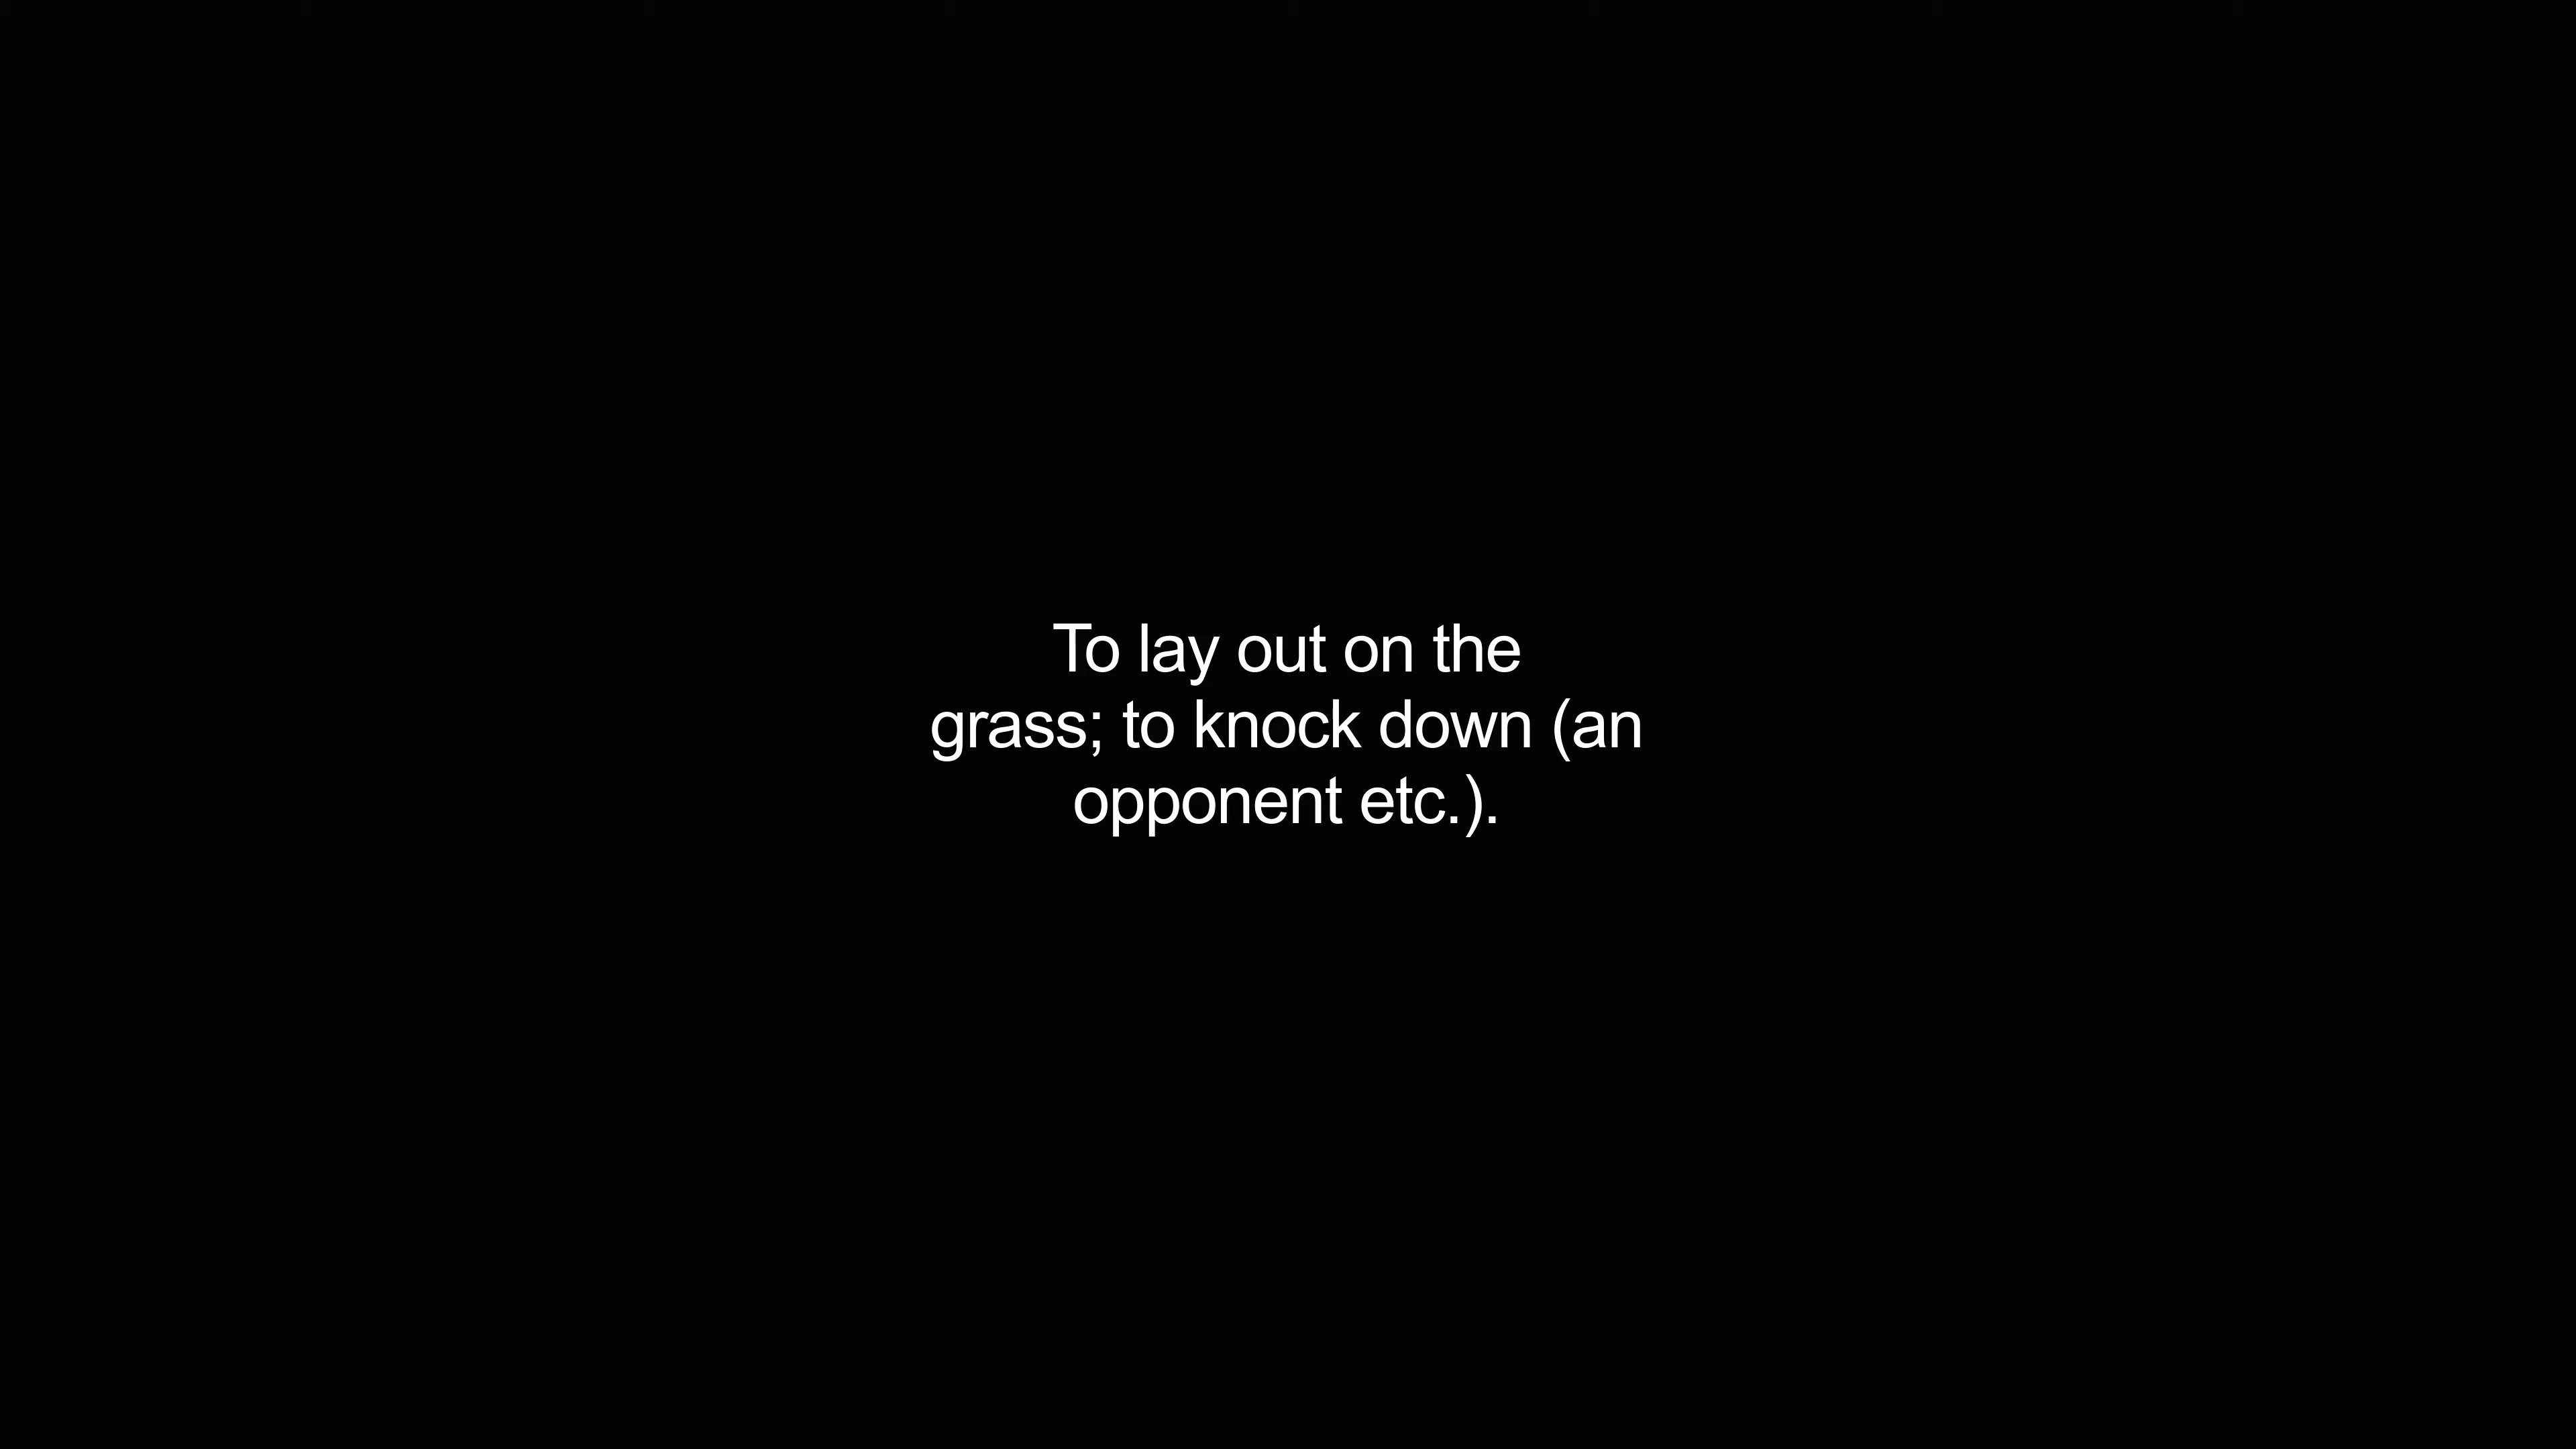 To lay out on the
grass; to knock down (an
opponent etc.).